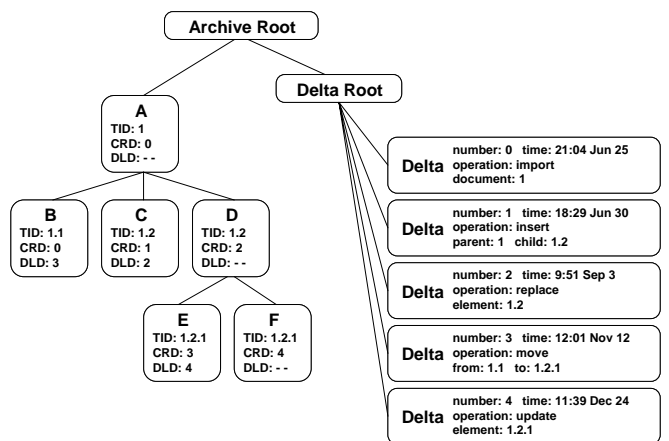 Archive Root
Delta Root
A
TID: 1
CRD: 0
DLD: - -
B
TID: 1.1
CRD: 0
DLD: 3
C
TID: 1.2
CRD: 1
DLD: 2
D
TID: 1.2
CRD: 2
DLD: - -
E
TID: 1.2.1
CRD: 3
DLD: 4
F
TID: 1.2.1
CRD: 4
DLD: - -
Delta
number: 0 time: 21:04 Jun 25
operation: import
document: 1
Delta
number: 1 time: 18:29 Jun 30
operation: insert
parent: 1 child: 1.2
Delta
number: 2 time: 9:51 Sep 3
operation: replace
element: 1.2
Delta
number: 3 time: 12:01 Nov 12
operation: move
from: 1.1 to: 1.2.1
Delta
number: 4 time: 11:39 Dec 24
operation: update
element: 1.2.1